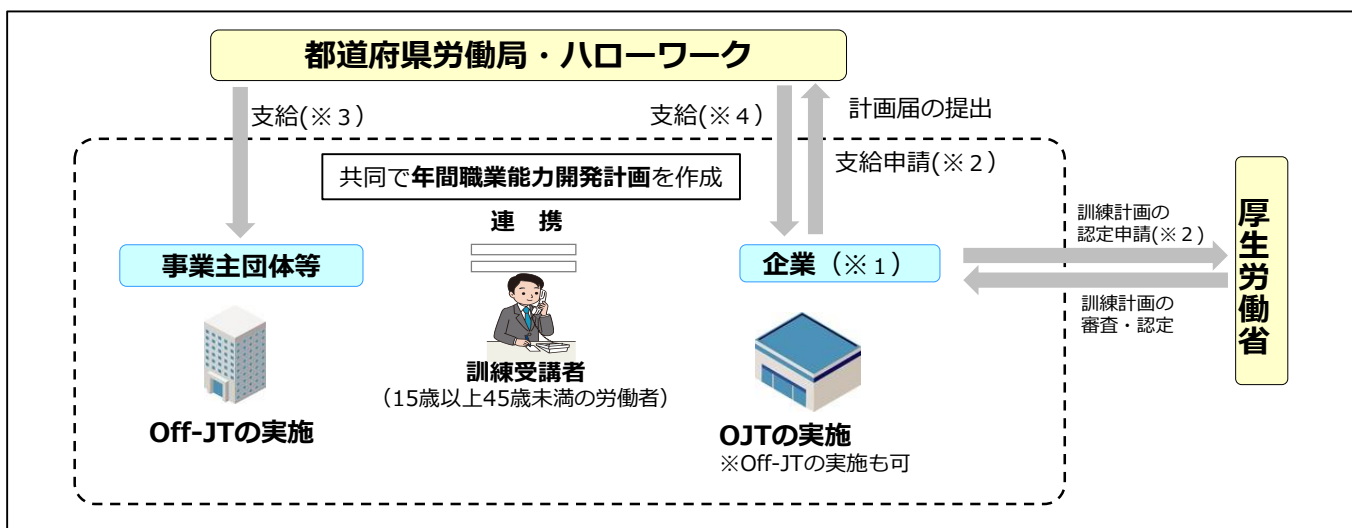 都道府県労働局・ハローワーク
支給(※３)
支給(※４)
計画届の提出
支給申請(※２)
共同で年間職業能力開発計画を作成
連　携
事業主団体等
企業（※１）
訓練計画の
認定申請(※２)
訓練計画の
審査・認定
厚生労働省
訓練受講者
（15歳以上45歳未満の労働者）
Off-JTの実施
OJTの実施
※Off-JTの実施も可